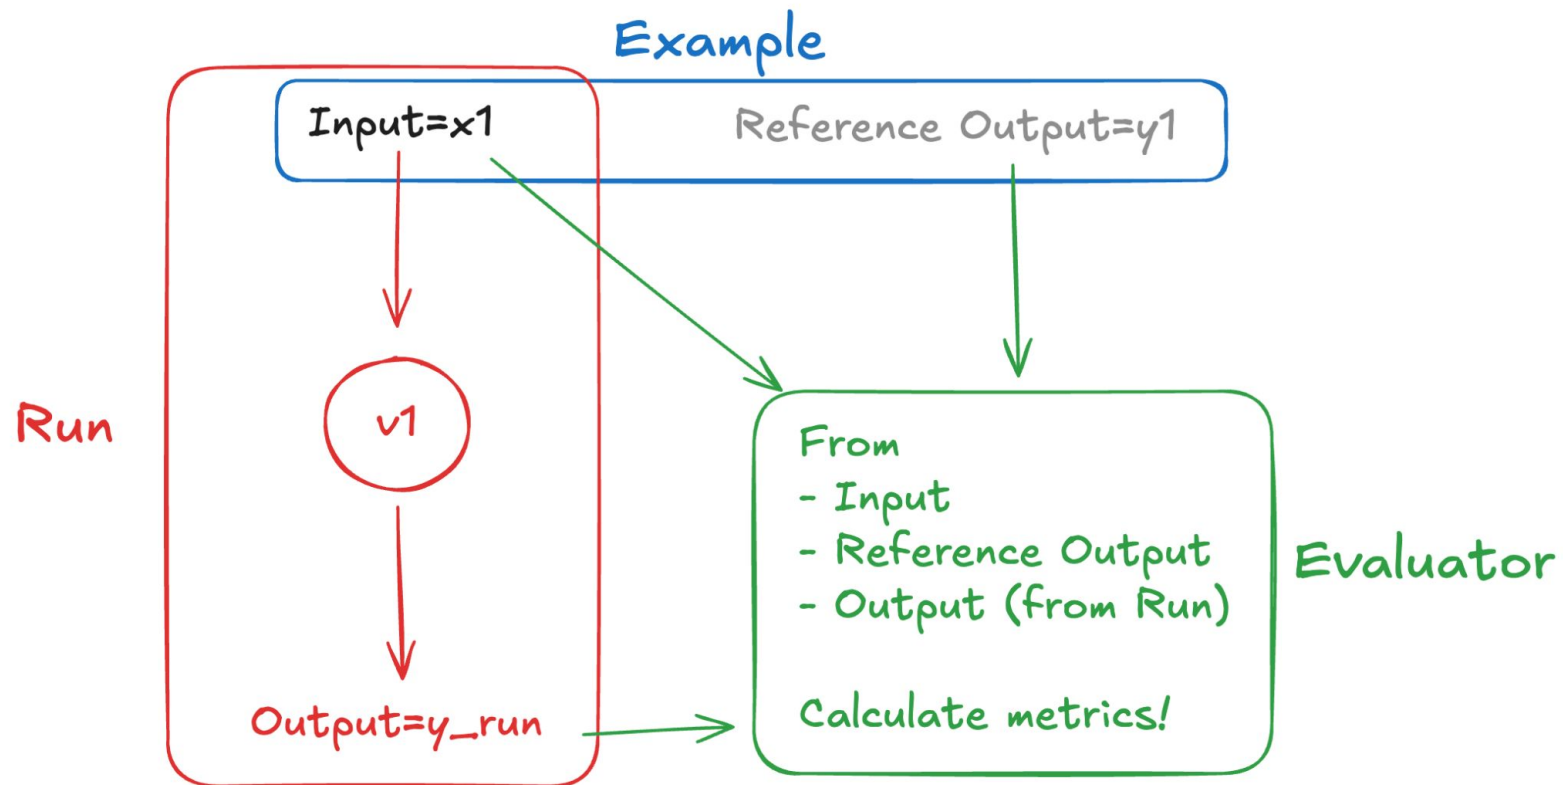 Example
Input=x1
Reference Output=y1
Run
v1
Output=y_run
From
- Input
- Reference Output
- Output (from Run)
Calculate metrics!
Evaluator